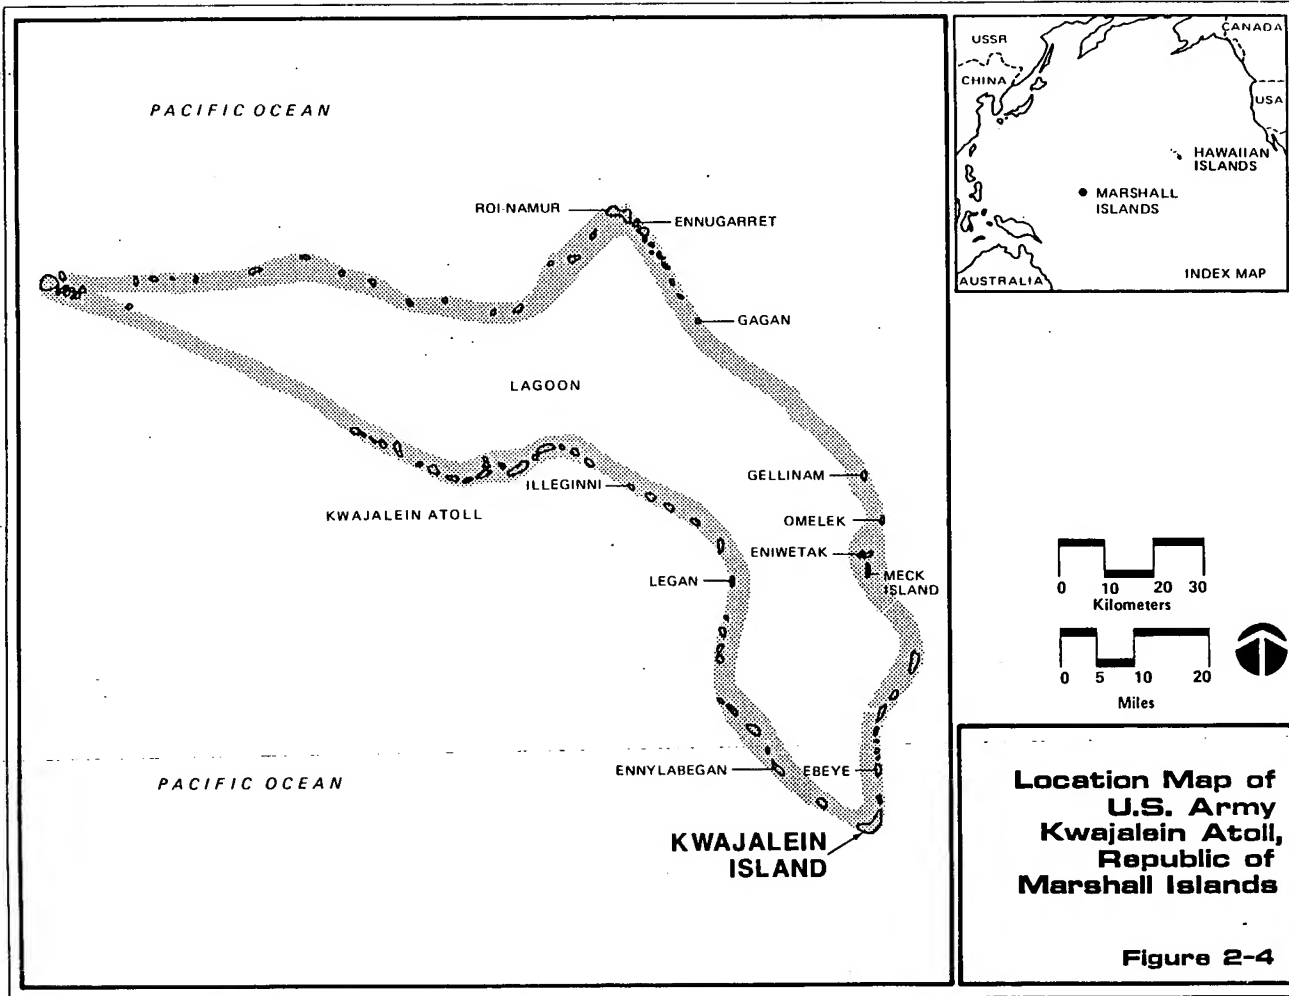 PACIFIC OCEAN
ROI-NAMUR
ENNUGARRET
GAGAN
LAGOON
GELLINAM
ILLEGINNI
KWAJALEIN ATOLL
OMELEK
ENIWETAK
LEGAN
MECK
ISLAND
ENNYLABEGAN
EBEYE
PACIFIC OCEAN
KWAJALEIN
ISLAND
USSR
CANADA
CHINA
USA
HAWAIIAN
ISLANDS
MARSHALL
ISLANDS
AUSTRALIA
INDEX MAP
0 10 20 30
Kilometers
0 5 10 20
Miles
Location Map of
U.S. Army
Kwajalein Atoll,
Republic of
Marshall Islands
Figure 2-4